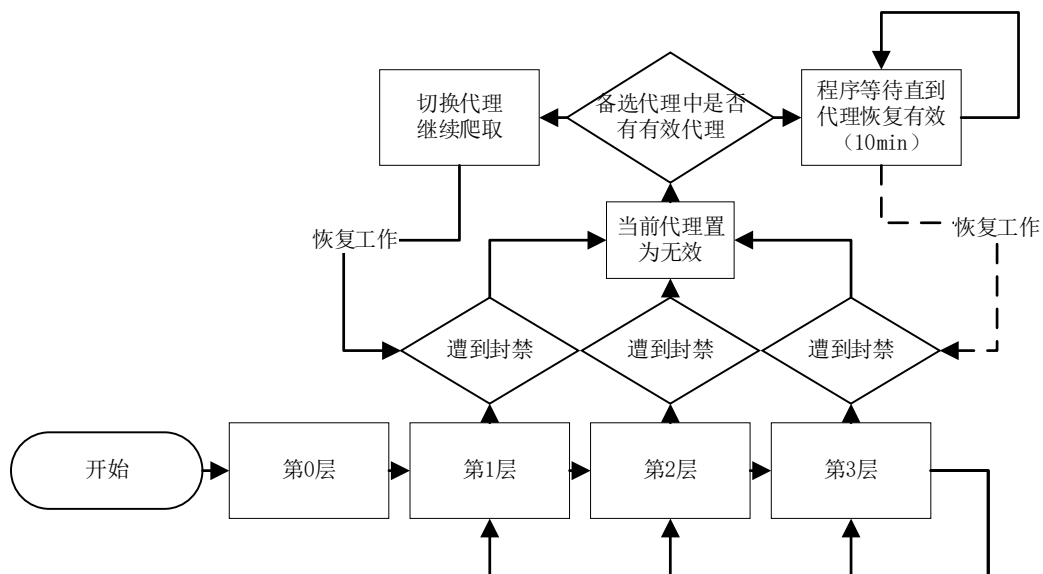 切换代理
继续爬取
备选代理中是否
有有效代理
程序等待直到
代理恢复有效
（10min）
恢复工作
当前代理置
为无效
恢复工作
遭到封禁
遭到封禁
遭到封禁
开始
第0层
第1层
第2层
第3层